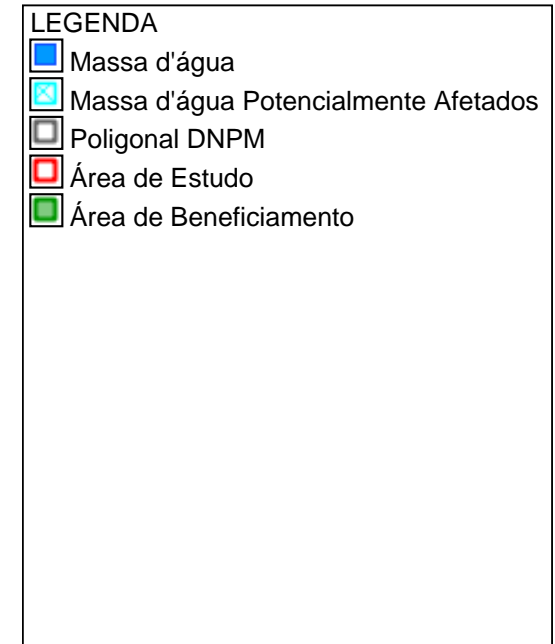 LEGENDA
Massa d'água
Massa d'água Potencialmente Afetados
Poligonal DNPM
Área de Estudo
Área de Beneficiamento